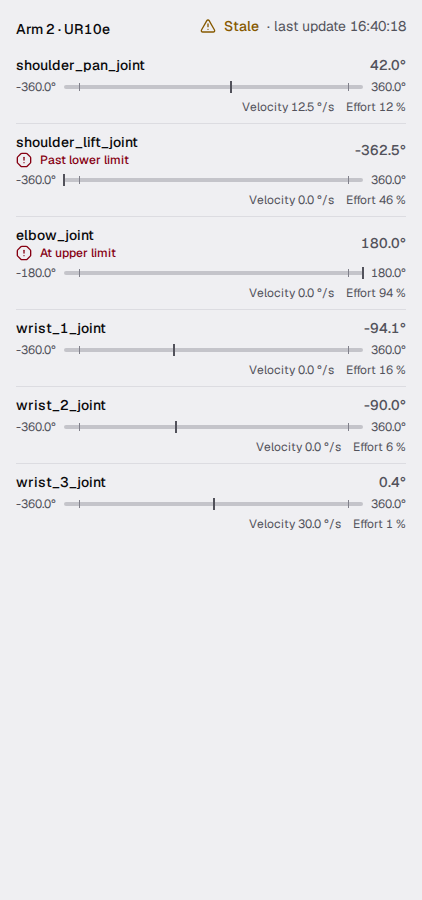 Arm 2 · UR10e Stale · last update 16:40:18
shoulder_pan_joint 42.0°
-360.0° 360.0°
Velocity 12.5 °/s Effort 12 %
shoulder_lift_joint -362.5°
Past lower limit
-360.0° 360.0°
Velocity 0.0 °/s Effort 46 %
elbow_joint 180.0°
At upper limit
-180.0° 180.0°
Velocity 0.0 °/s Effort 94 %
wrist_1_joint -94.1°
-360.0° 360.0°
Velocity 0.0 °/s Effort 16 %
wrist_2_joint -90.0°
-360.0° 360.0°
Velocity 0.0 °/s Effort 6 %
wrist_3_joint 0.4°
-360.0° 360.0°
Velocity 30.0 °/s Effort 1 %